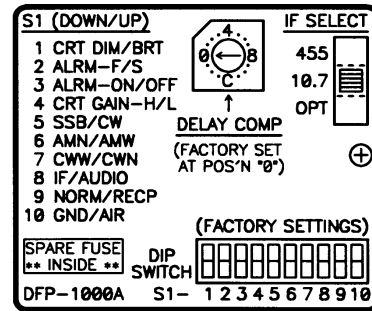 S1 (DOWN/UP)
1 CRT DIM/BRT
2 ALRM-F/S
3 ALRM-ON/OFF
4 CRT GAIN-H/L
5 SSB/CW
6 AMN/AMW
7 CWW/CWN
8 IF/AUDIO
9 NORM/RECP
10 GND/AIR
4
0 8
C
DELAY COMP
(FACTORY SET
AT POS'N "0")
IF SELECT
455
10.7
OPT
(FACTORY SETTINGS)
SPARE FUSE
** INSIDE **
DIP
SWITCH
DFP-1000A S1- 1 2 3 4 5 6 7 8 9 10